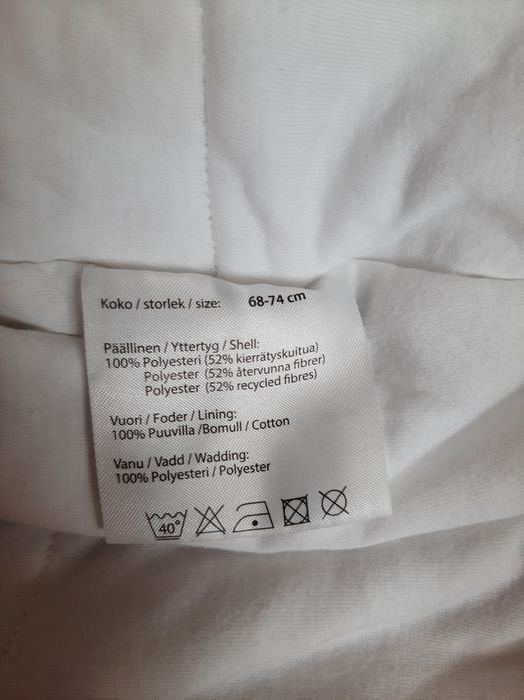 Koko / storlek / size: 68-74 cm
Päällinen / Yttertyg / Shell:
100% Polyesteri (52% kierrätyskuitua)
Polyester (52% återvunna fibrer)
Polyester (52% recycled fibres)
Vuori / Foder / Lining:
100% Puuvilla /Bomull / Cotton
Vanu / Vadd / Wadding:
100% Polyesteri / Polyester
40°